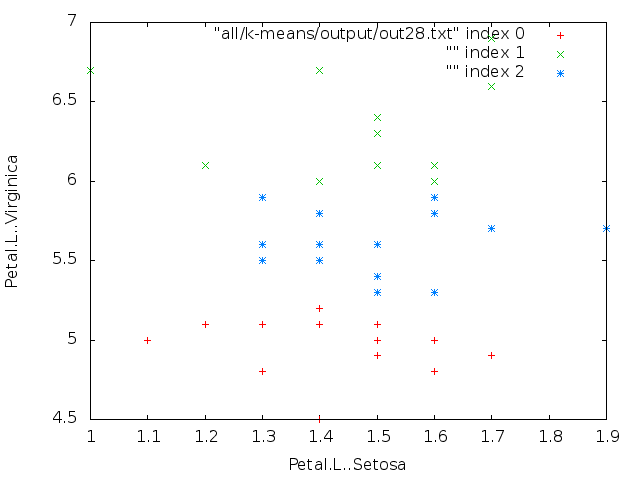 7
6.5
6
5.5
5
4.5
1 1.1 1.2 1.3 1.4 1.5 1.6 1.7 1.8 1.9
Petal.L..Virginica
Petal.L..Setosa
"all/k-means/output/out28.txt" index 0
"" index 1
"" index 2